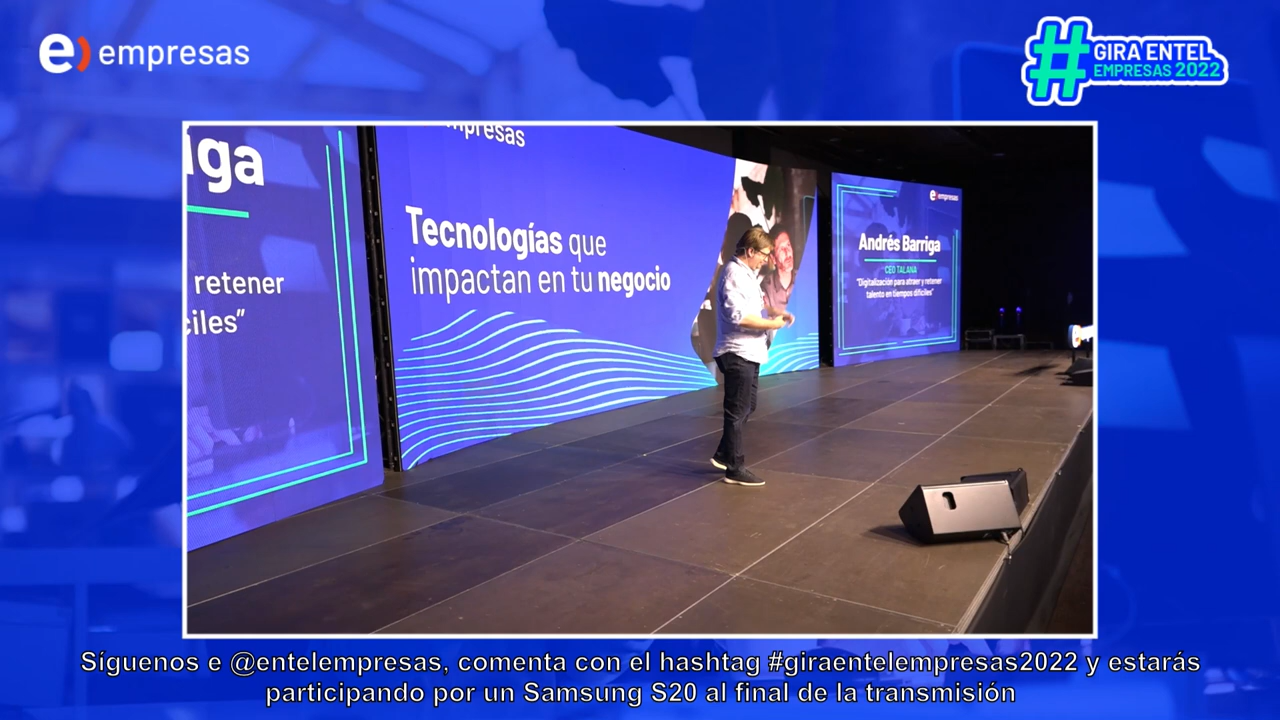 e) empresas
#GIRA ENTEL
EMPRESAS 2022
empresas
iga
retener
ciles”
Tecnologías que
impactan en tu negocio
e) empresas
Andrés Barriga
CEO TALANA
“Digitalización para atraer y retener
talento en tiempos difíciles”
Síguenos e @entelempresas, comenta con el hashtag #giraentelempresas2022 y estarás
participando por un Samsung S20 al final de la transmisión